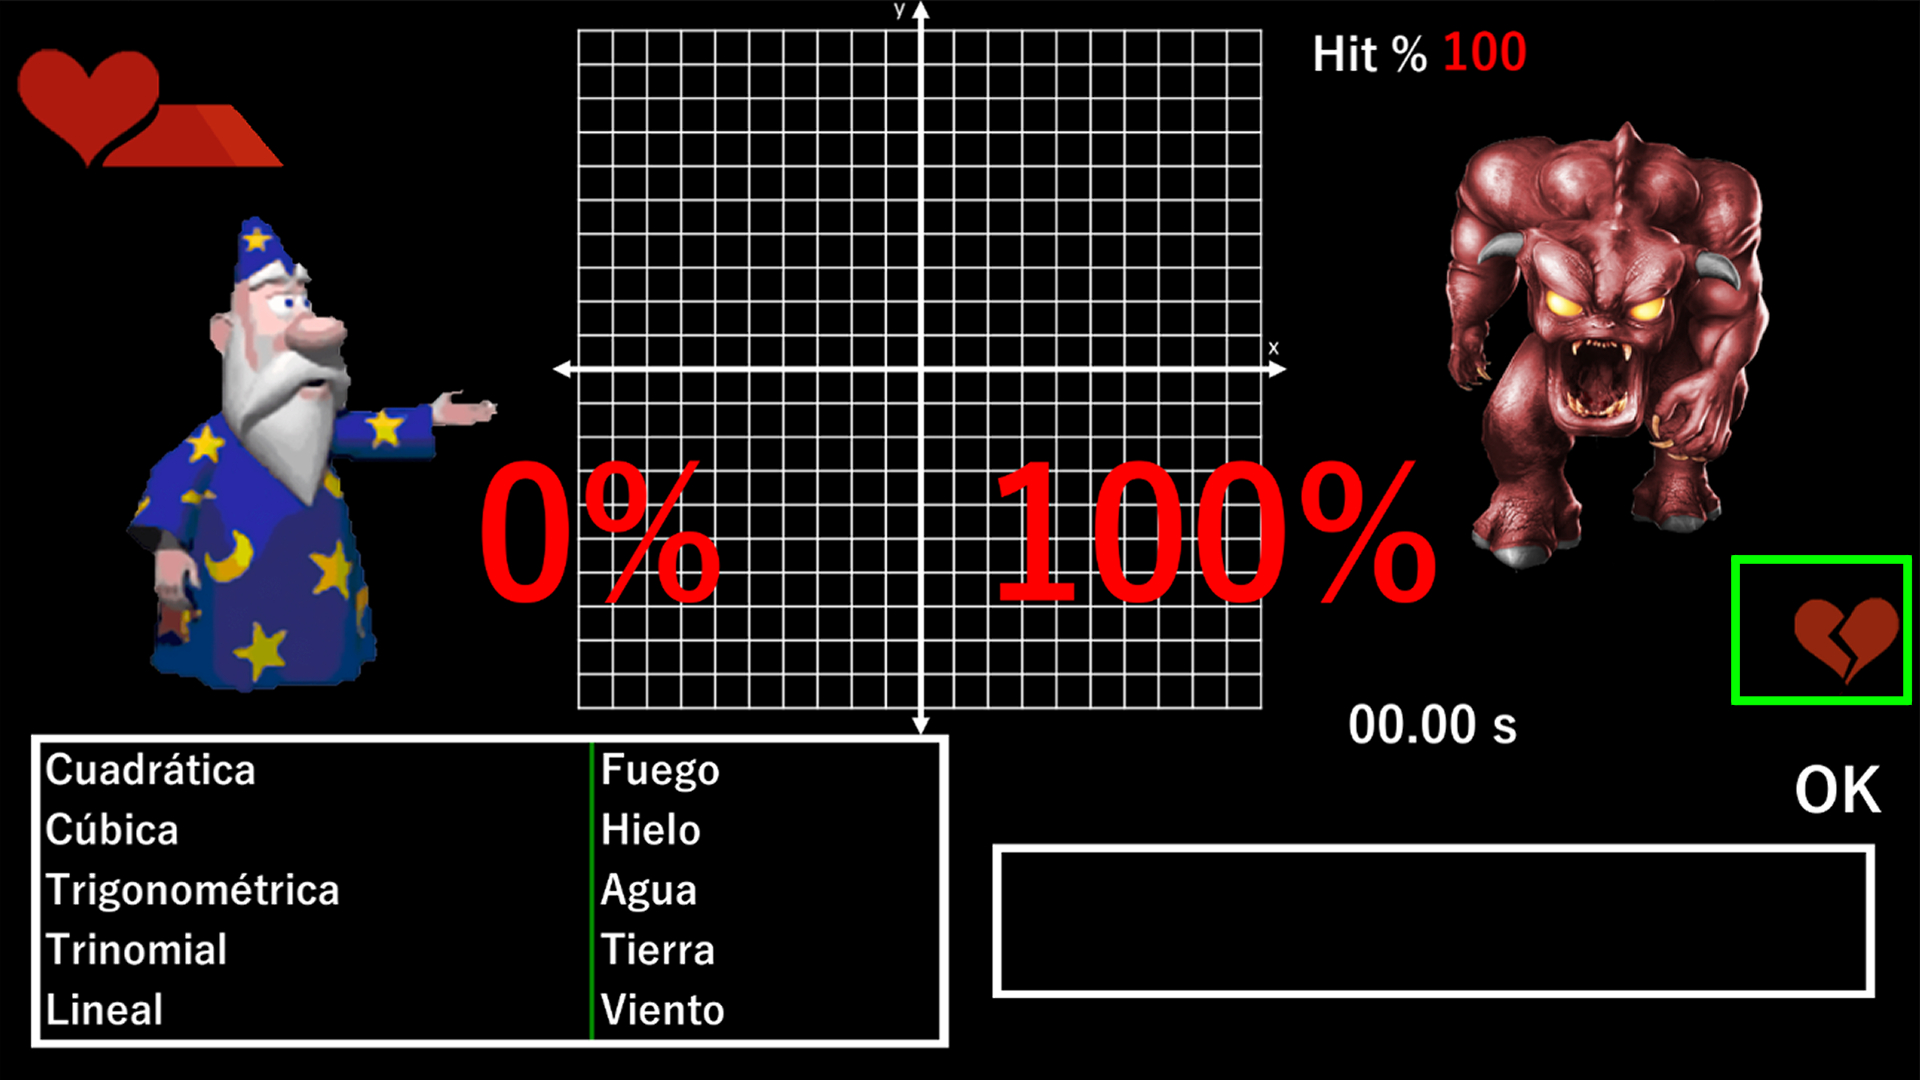 y
Hit % 100
x
0%
100%
00.00 s
OK
Cuadrática
Fuego
Cúbica
Hielo
Trigonométrica
Agua
Trinomial
Tierra
Lineal
Viento